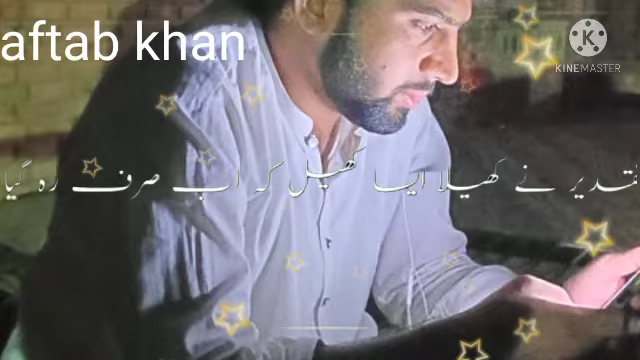 aftab khan
KINEMASTER
تقدیر نے کھیلا ایسا کھیل کہ اب صرف رہ گیا